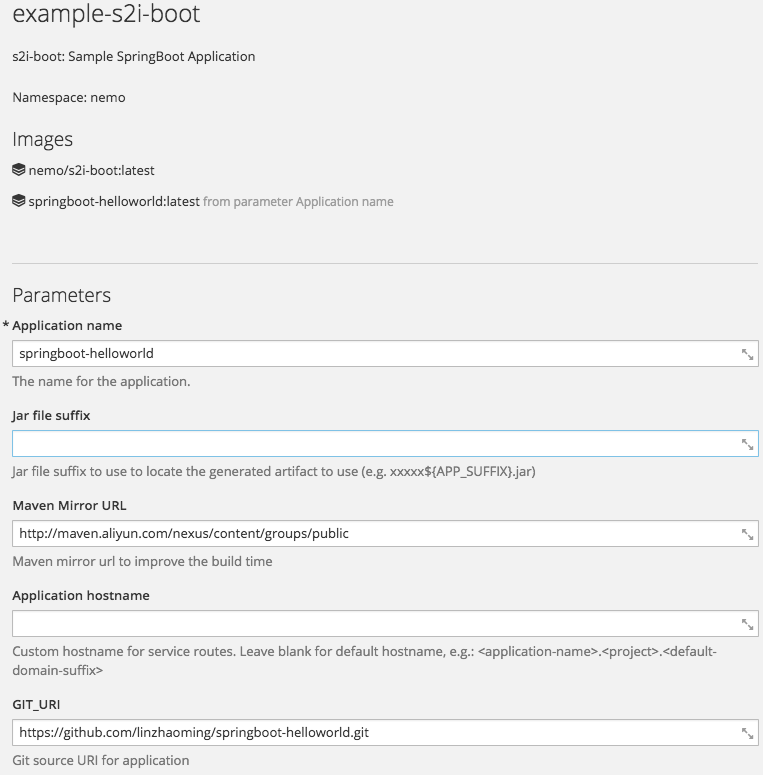 example-s2i-boot
s2i-boot: Sample SpringBoot Application
Namespace: nemo
Images
nemo/s2i-boot:latest
springboot-helloworld:latest from parameter Application name
Parameters
* Application name
springboot-helloworld
The name for the application.
Jar file suffix
Jar file suffix to use to locate the generated artifact to use (e.g. xxxxx${APP_SUFFIX}.jar)
Maven Mirror URL
http://maven.aliyun.com/nexus/content/groups/public
Maven mirror url to improve the build time
Application hostname
Custom hostname for service routes. Leave blank for default hostname, e.g.: <application-name>.<project>.<default-
domain-suffix>
GIT_URI
https://github.com/linzhaoming/springboot-helloworld.git
Git source URI for application